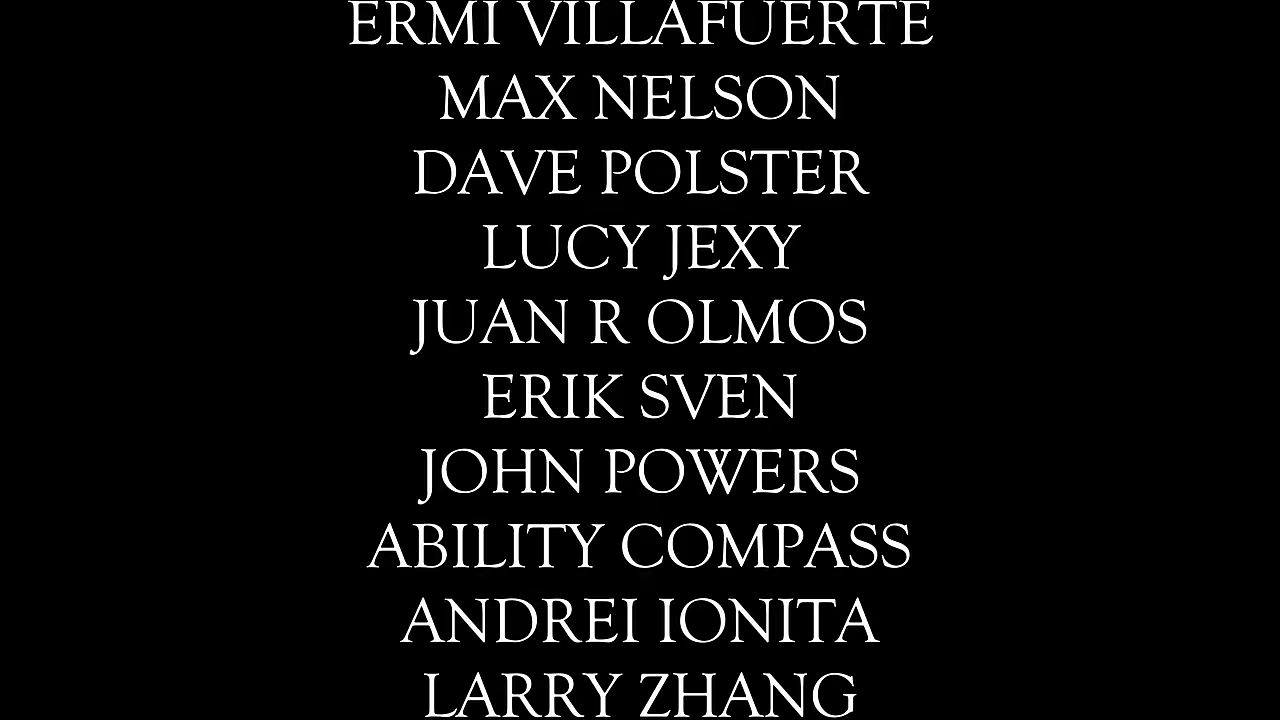 ERMI VILLAFUERTE
MAX NELSON
DAVE POLSTER
LUCY JEXY
JUAN R OLMOS
ERIK SVEN
JOHN POWERS
ABILITY COMPASS
ANDREI IONITA
LARRY ZHANG